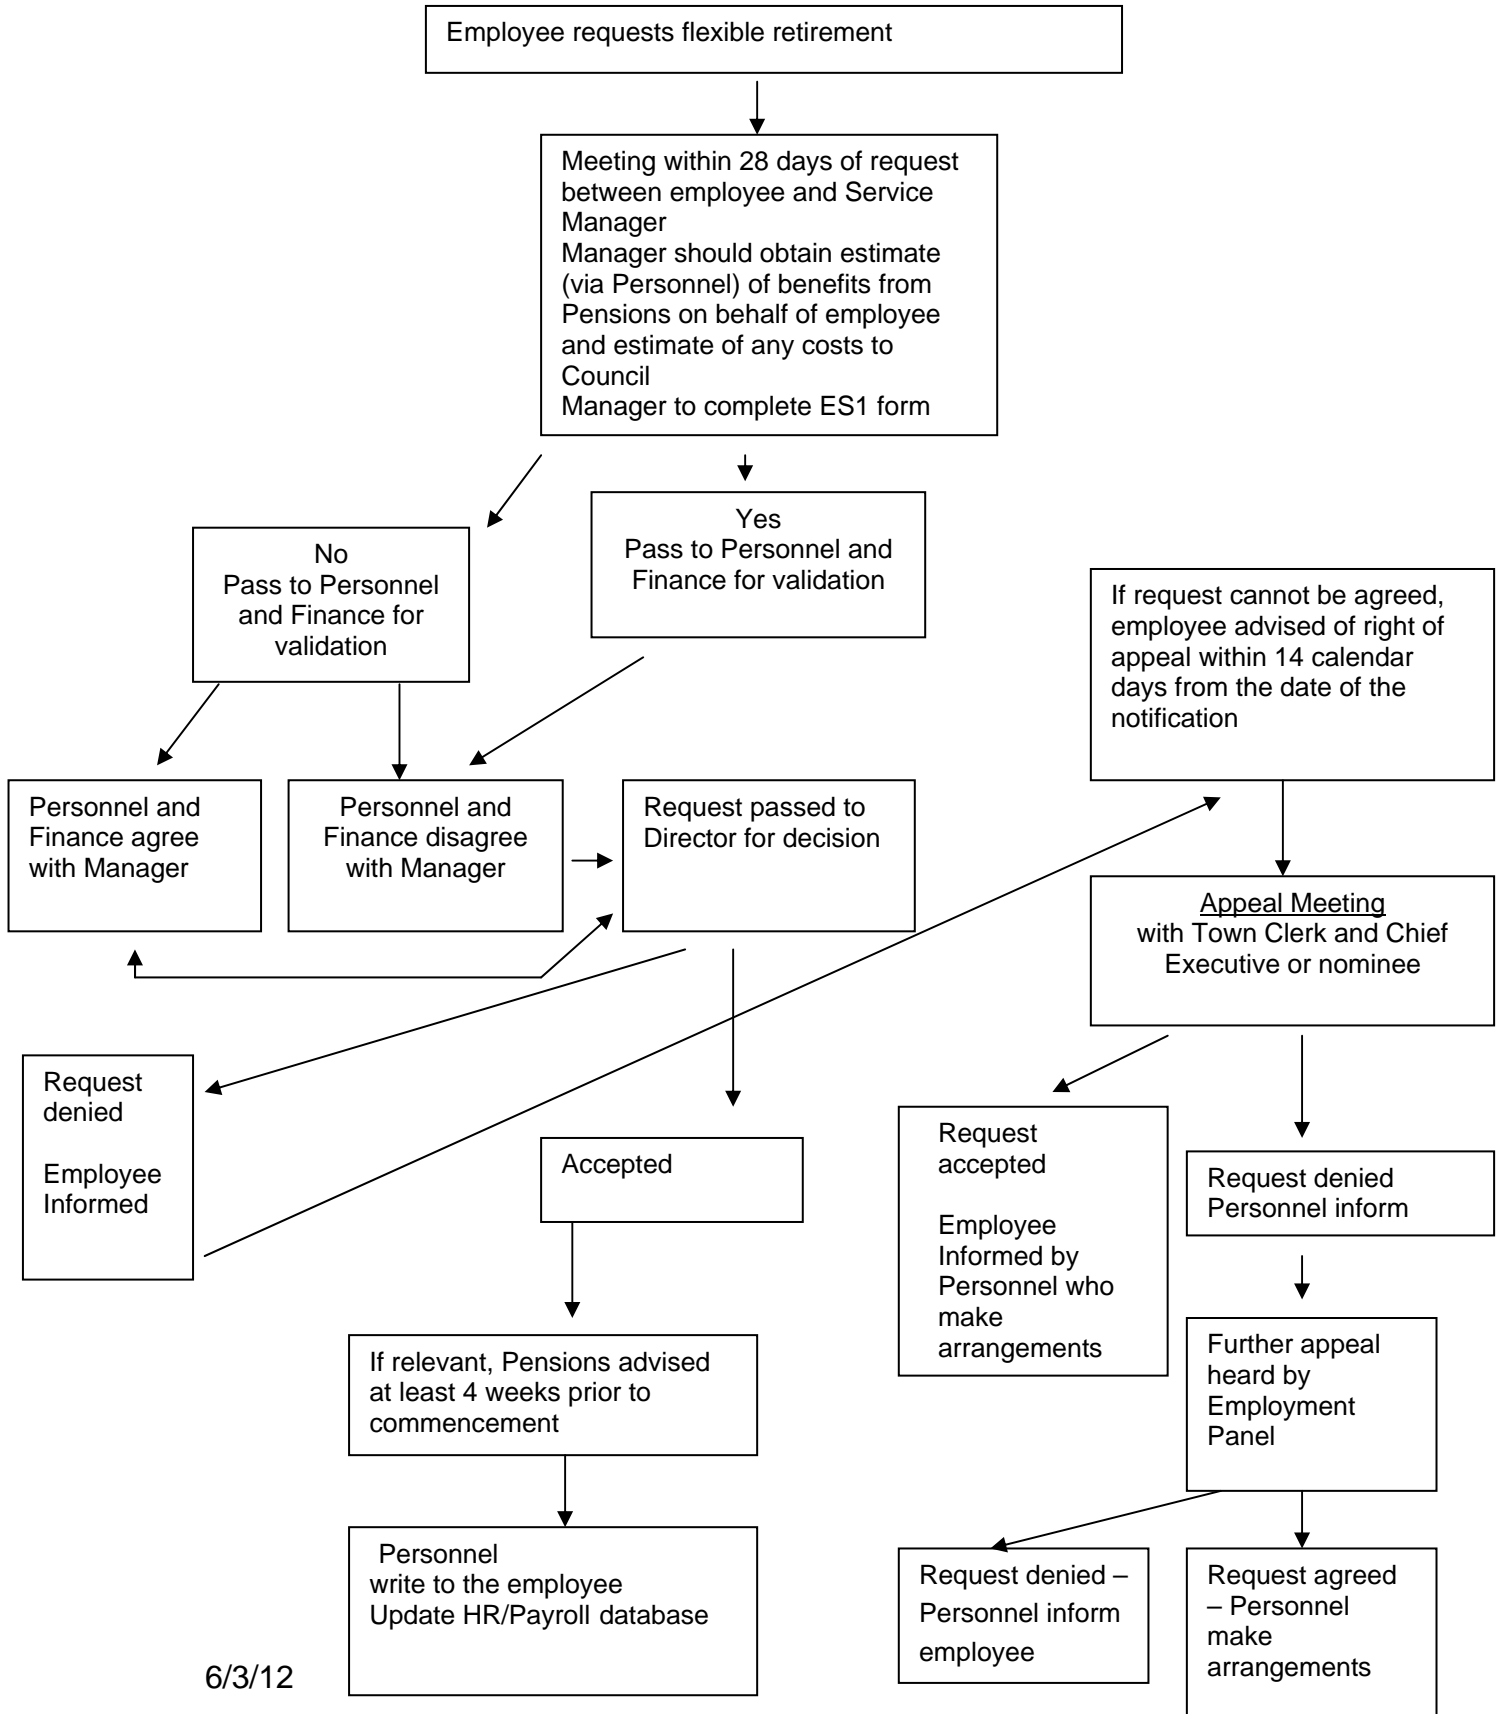 Employee requests flexible retirement
Meeting within 28 days of request
between employee and Service
Manager
Manager should obtain estimate
(via Personnel) of benefits from
Pensions on behalf of employee
and estimate of any costs to
Council
Manager to complete ES1 form
No
Pass to Personnel
and Finance for
validation
Yes
Pass to Personnel and
Finance for validation
If request cannot be agreed,
employee advised of right of
appeal within 14 calendar
days from the date of the
notification
Personnel and
Finance agree
with Manager
Personnel and
Finance disagree
with Manager
Request passed to
Director for decision
Appeal Meeting
with Town Clerk and Chief
Executive or nominee
Request
denied
Employee
Informed
Accepted
Request
accepted
Employee
Informed by
Personnel who
make
arrangements
Request denied
Personnel inform
If relevant, Pensions advised
at least 4 weeks prior to
commencement
Further appeal
heard by
Employment
Panel
Personnel
write to the employee
Update HR/Payroll database
Request denied –
Personnel inform
employee
Request agreed
– Personnel
make
arrangements
6/3/12